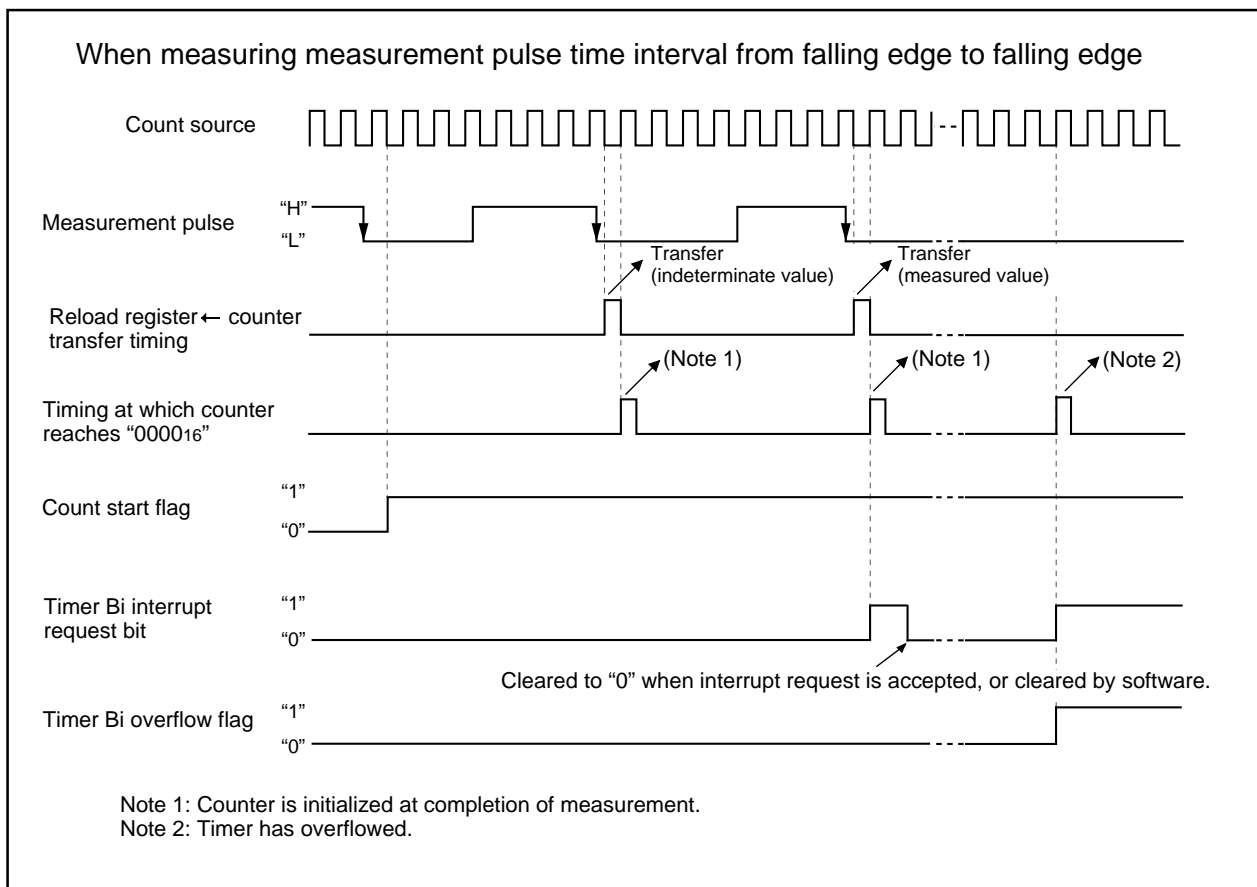 When measuring measurement pulse time interval from falling edge to falling edge
Count source
Measurement pulse
“H”
“L”
Transfer
(indeterminate value)
Transfer
(measured value)
Reload register ← counter
transfer timing
(Note 1)
(Note 1)
(Note 2)
Timing at which counter
reaches “000016”
Count start flag
“1”
“0”
Timer Bi interrupt
request bit
“1”
“0”
Cleared to “0” when interrupt request is accepted, or cleared by software.
Timer Bi overflow flag
“1”
“0”
Note 1: Counter is initialized at completion of measurement.
Note 2: Timer has overflowed.